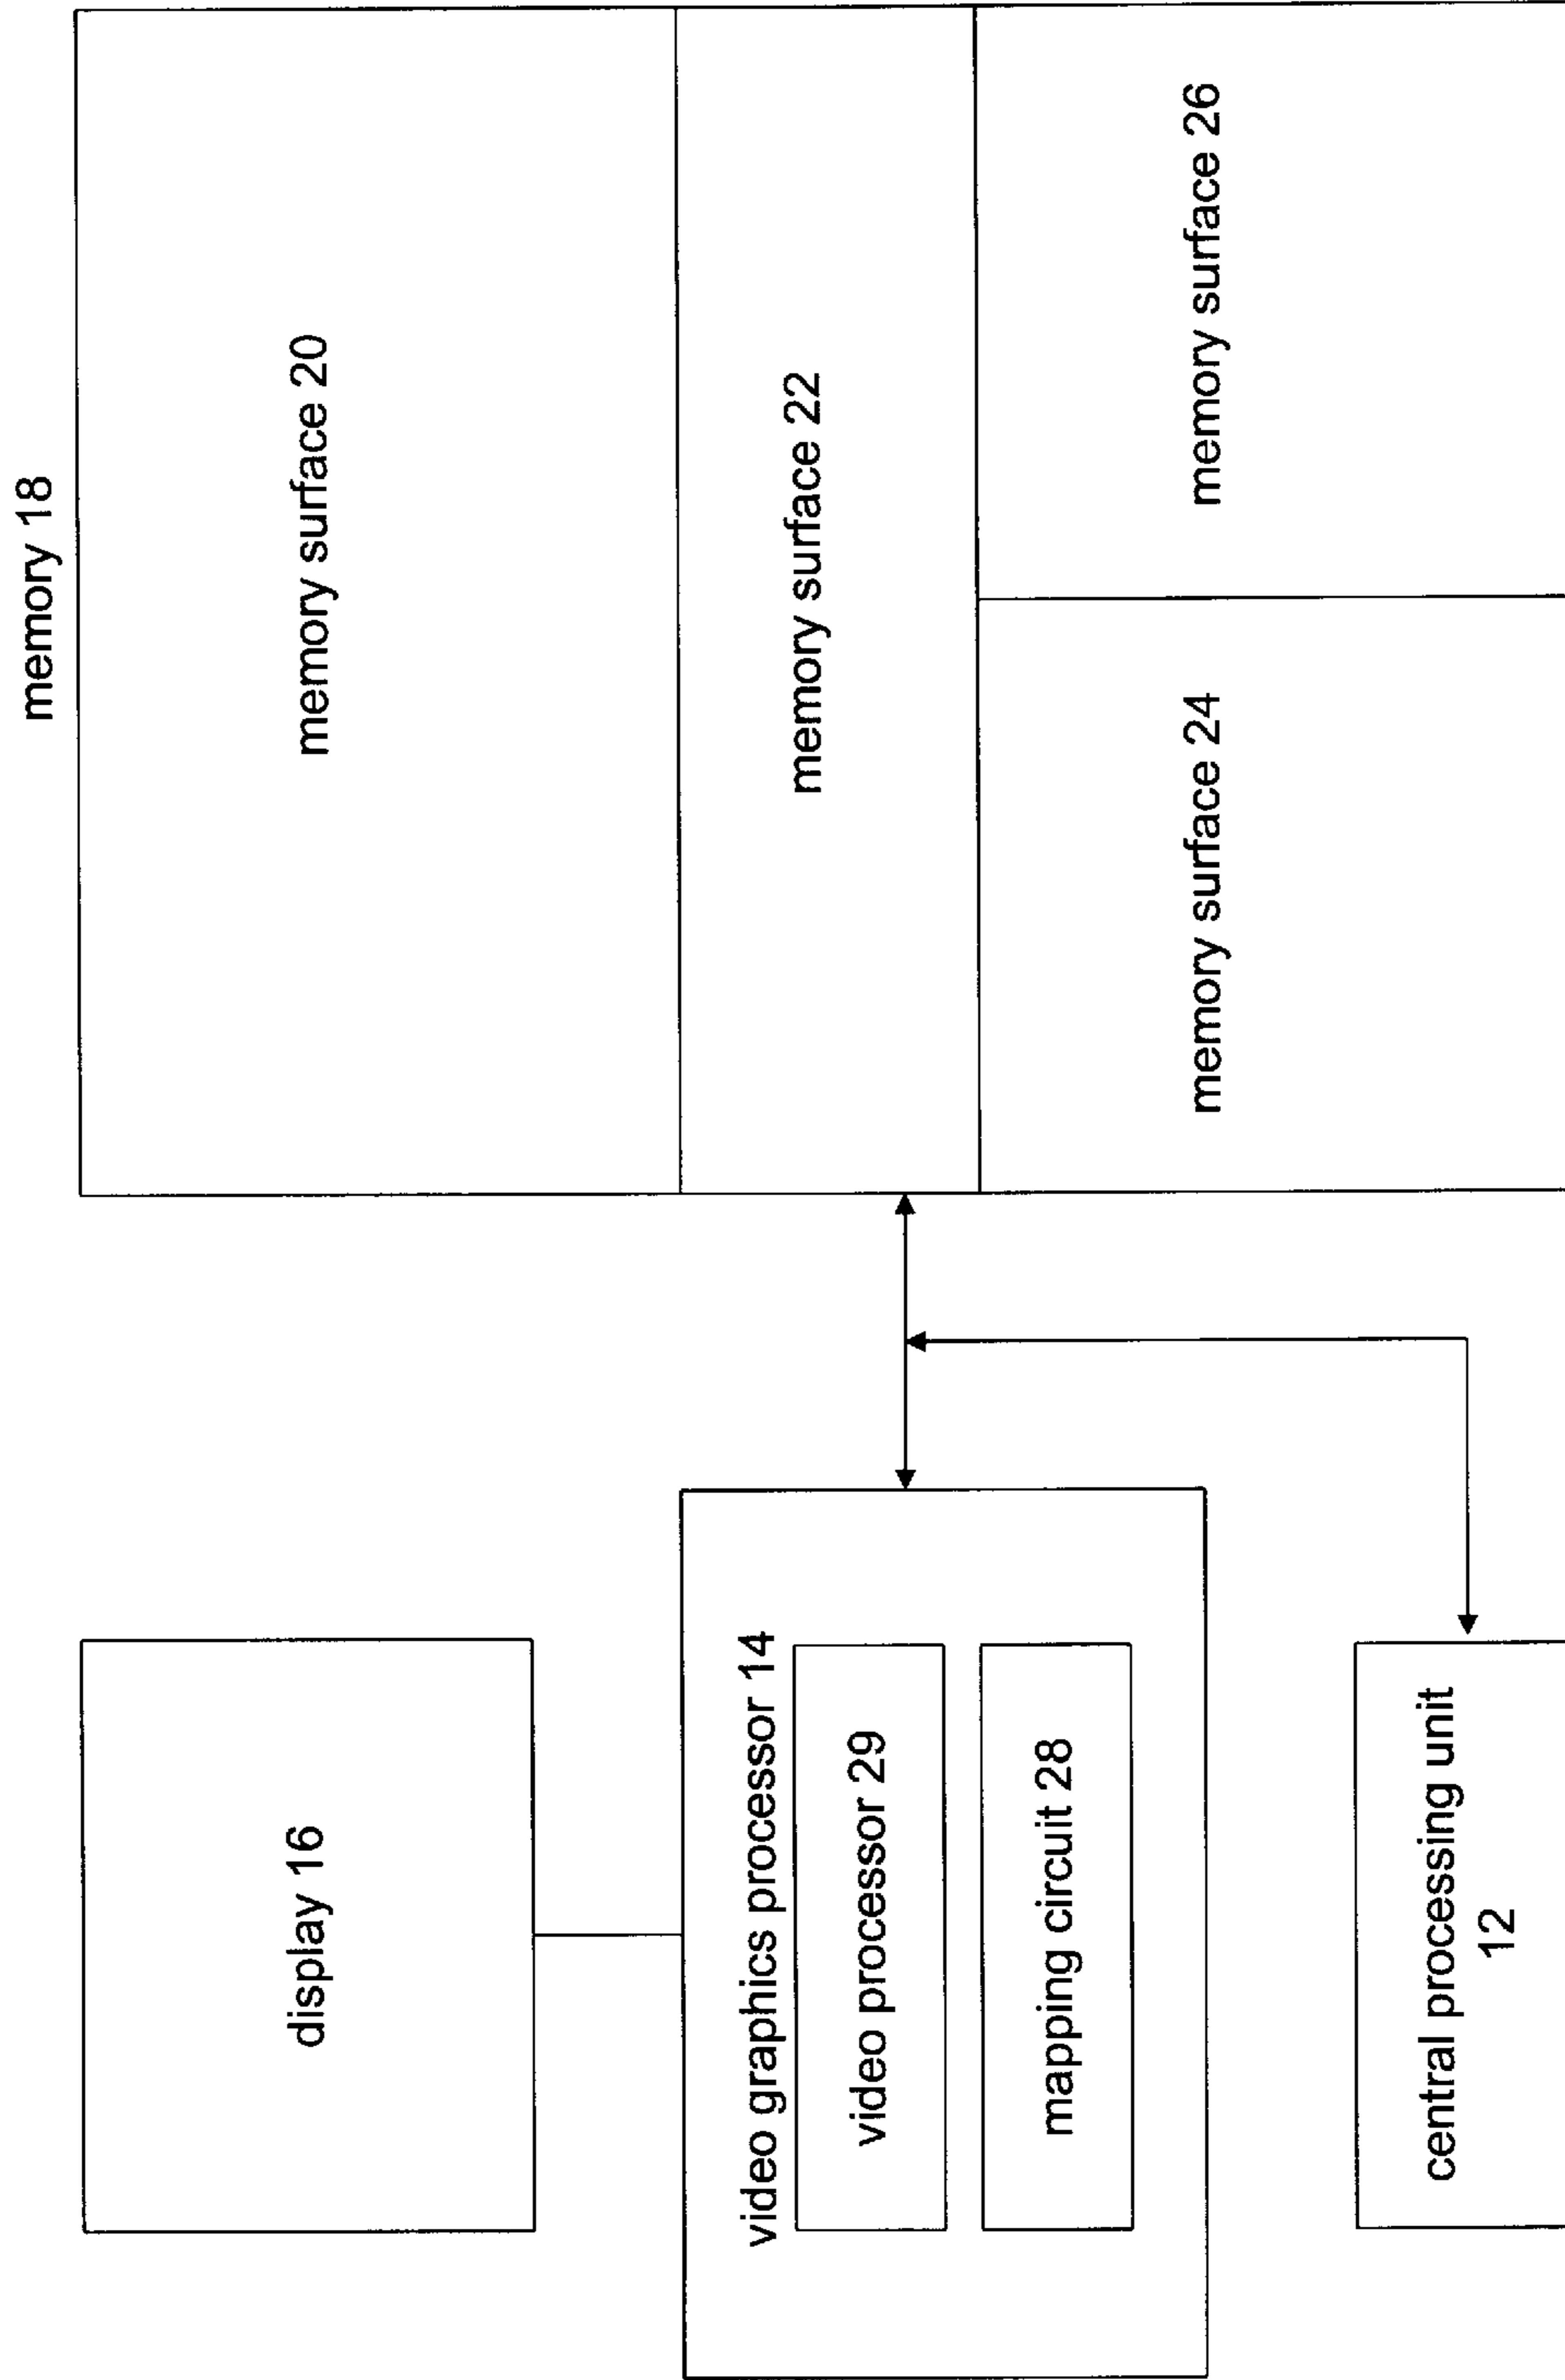 memory 18
memory surface 20
memory surface 22
memory surface 24
memory surface 26
display 16
video graphics processor 14
video processor 29
mapping circuit 28
central processing unit
12